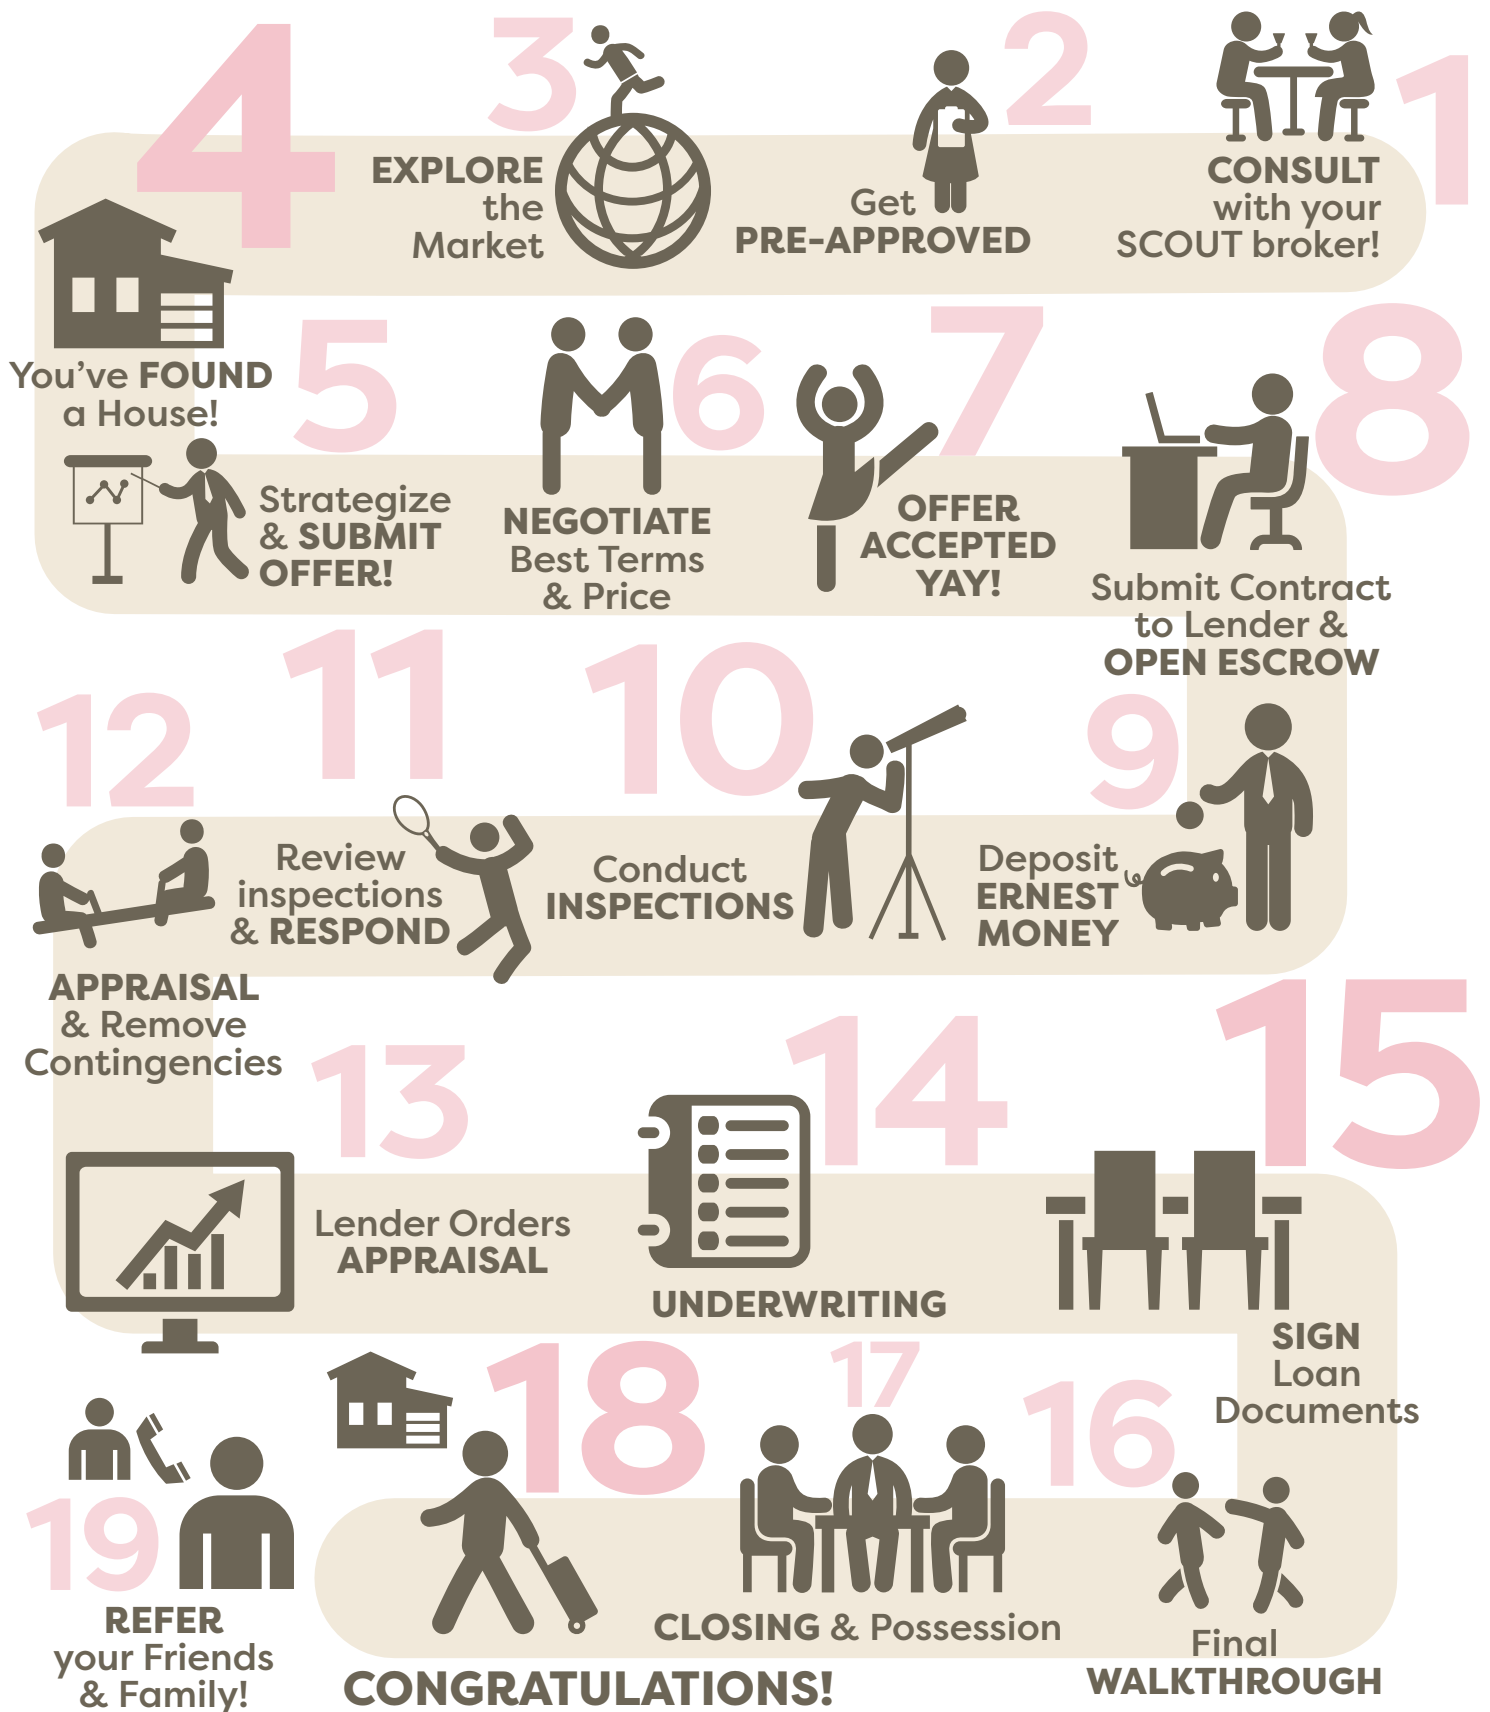 1
CONSULT
with your
SCOUT broker!
2
Get
PRE-APPROVED
3
EXPLORE
the
Market
4
You've FOUND
a House!
5
Strategize
& SUBMIT
OFFER!
6
NEGOTIATE
Best Terms
& Price
7
OFFER
ACCEPTED
YAY!
8
Submit Contract
to Lender &
OPEN ESCROW
9
Deposit
ERNEST
MONEY
10
Conduct
INSPECTIONS
11
Review
inspections
& RESPOND
12
APPRAISAL
& Remove
Contingencies
13
Lender Orders
APPRAISAL
14
UNDERWRITING
15
SIGN
Loan
Documents
16
Final
WALKTHROUGH
17
CLOSING & Possession
18
CONGRATULATIONS!
19
REFER
your Friends
& Family!